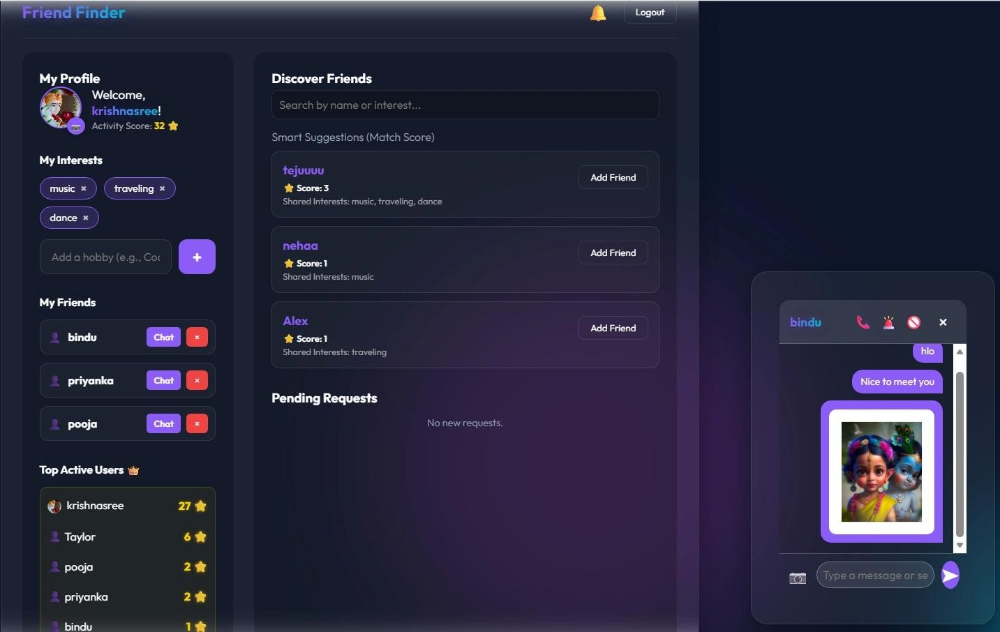 Friend Finder
Logout
My Profile
Welcome,
krishnasree!
Activity Score: 32
My Interests
music ×
traveling ×
dance ×
Add a hobby (e.g., Co
+
My Friends
bindu
Chat
×
priyanka
Chat
×
pooja
Chat
×
Top Active Users
krishnasree 27
Taylor 6
pooja 2
priyanka 2
bindu 1
Discover Friends
Search by name or interest...
Smart Suggestions (Match Score)
tejuuuu
Score: 3
Shared Interests: music, traveling, dance
Add Friend
nehaa
Score: 1
Shared Interests: music
Add Friend
Alex
Score: 1
Shared Interests: traveling
Add Friend
Pending Requests
No new requests.
bindu
×
hlo
Nice to meet you
Type a message or se